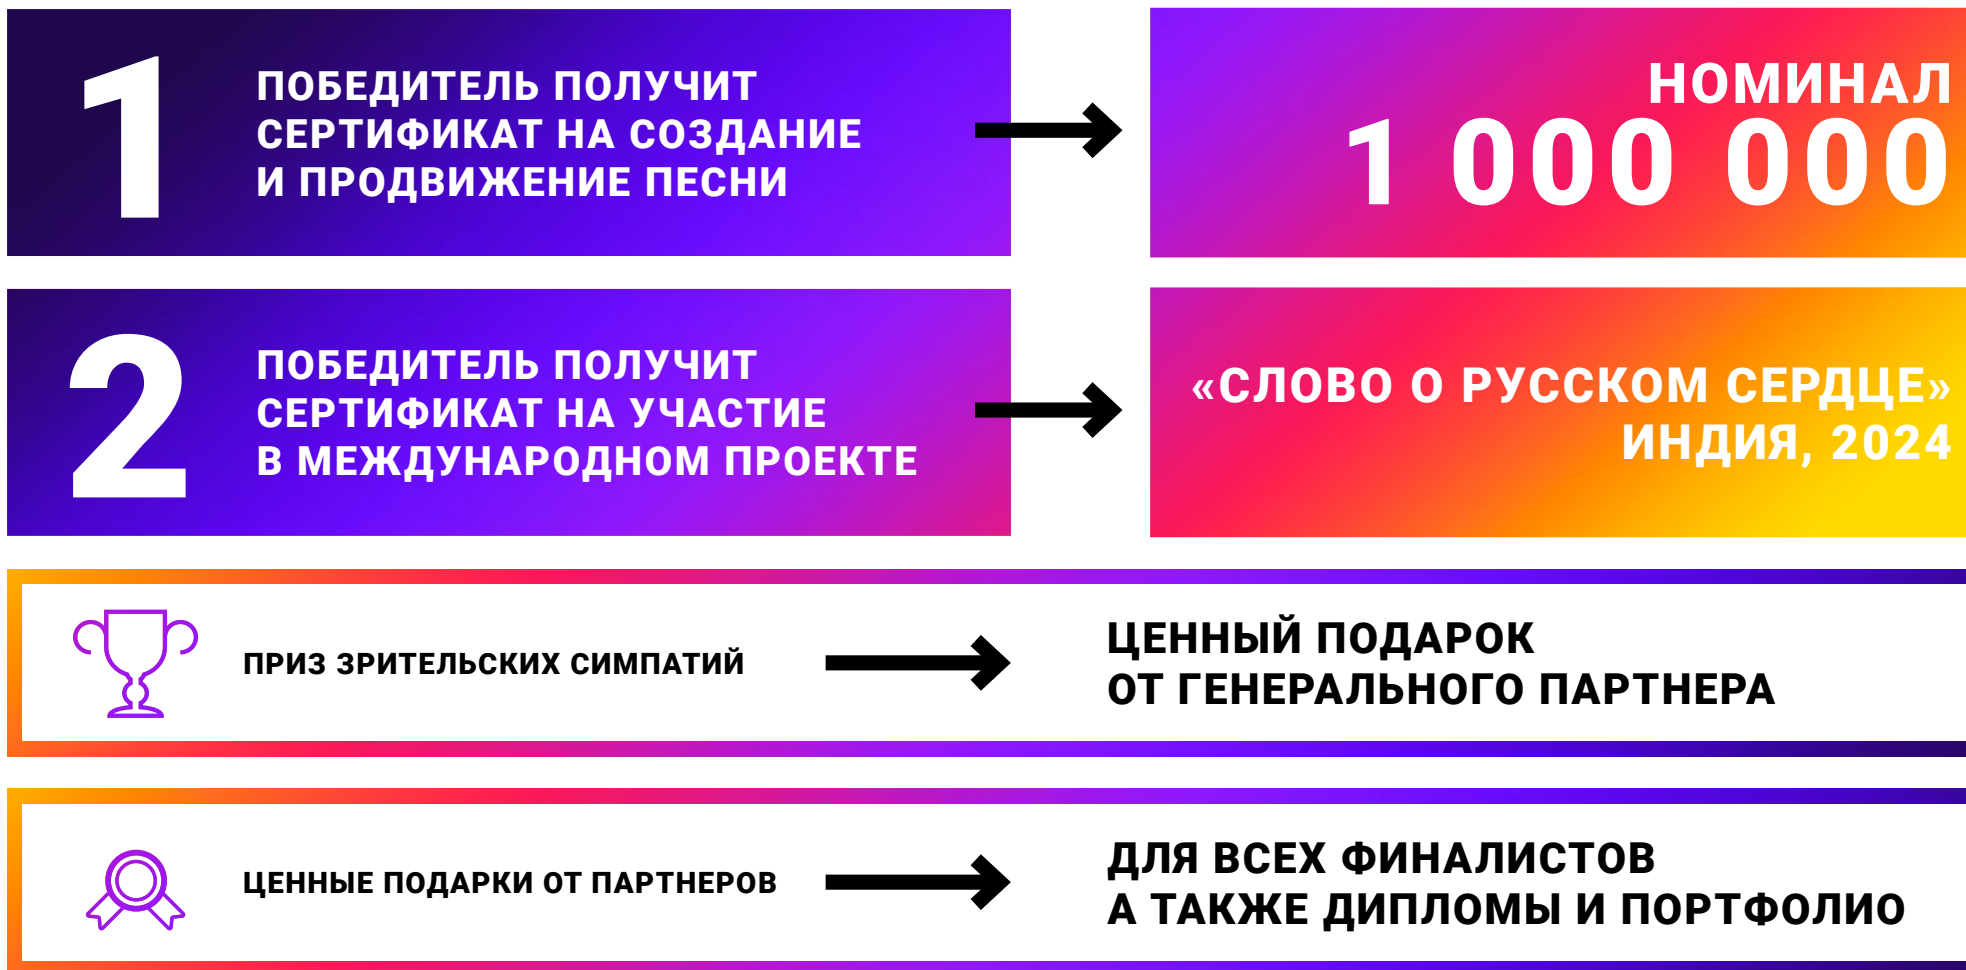 1
ПОБЕДИТЕЛЬ ПОЛУЧИТ
СЕРТИФИКАТ НА СОЗДАНИЕ
И ПРОДВИЖЕНИЕ ПЕСНИ
НОМИНАЛ
1 000 000
2
ПОБЕДИТЕЛЬ ПОЛУЧИТ
СЕРТИФИКАТ НА УЧАСТИЕ
В МЕЖДУНАРОДНОМ ПРОЕКТЕ
«СЛОВО О РУССКОМ СЕРДЦЕ»
ИНДИЯ, 2024
ПРИЗ ЗРИТЕЛЬСКИХ СИМПАТИЙ
ЦЕННЫЙ ПОДАРОК
ОТ ГЕНЕРАЛЬНОГО ПАРТНЕРА
ЦЕННЫЕ ПОДАРКИ ОТ ПАРТНЕРОВ
ДЛЯ ВСЕХ ФИНАЛИСТОВ
А ТАКЖЕ ДИПЛОМЫ И ПОРТФОЛИО